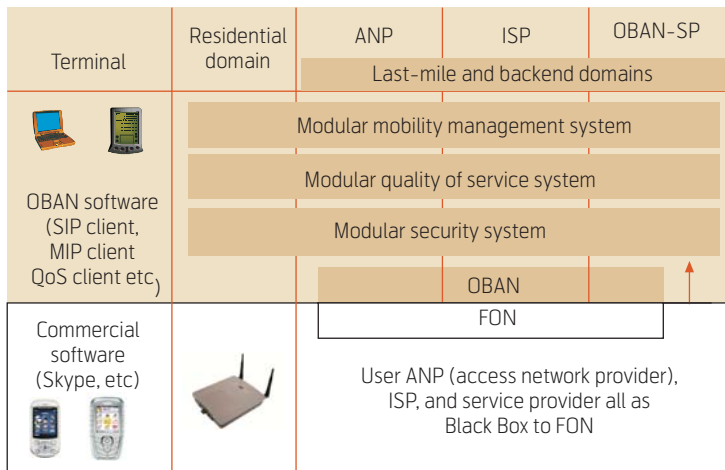 Terminal
Residential
domain
ANP
ISP
OBAN-SP
Last-mile and backend domains
Modular mobility management system
Modular quality of service system
Modular security system
OBAN software
(SIP client,
MIP client
QoS client etc)
OBAN
FON
Commercial
software
(Skype, etc)
User ANP (access network provider),
ISP, and service provider all as
Black Box to FON